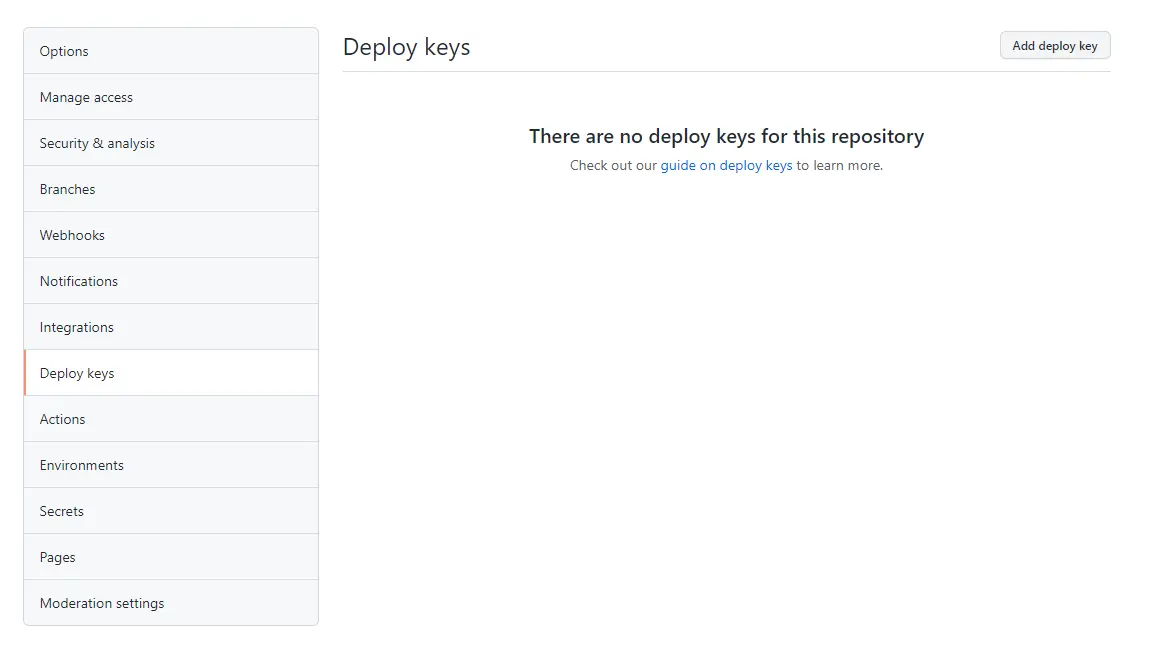 Options
Manage access
Security & analysis
Branches
Webhooks
Notifications
Integrations
Deploy keys
Actions
Environments
Secrets
Pages
Moderation settings
Deploy keys
Add deploy key
There are no deploy keys for this repository
Check out our guide on deploy keys to learn more.